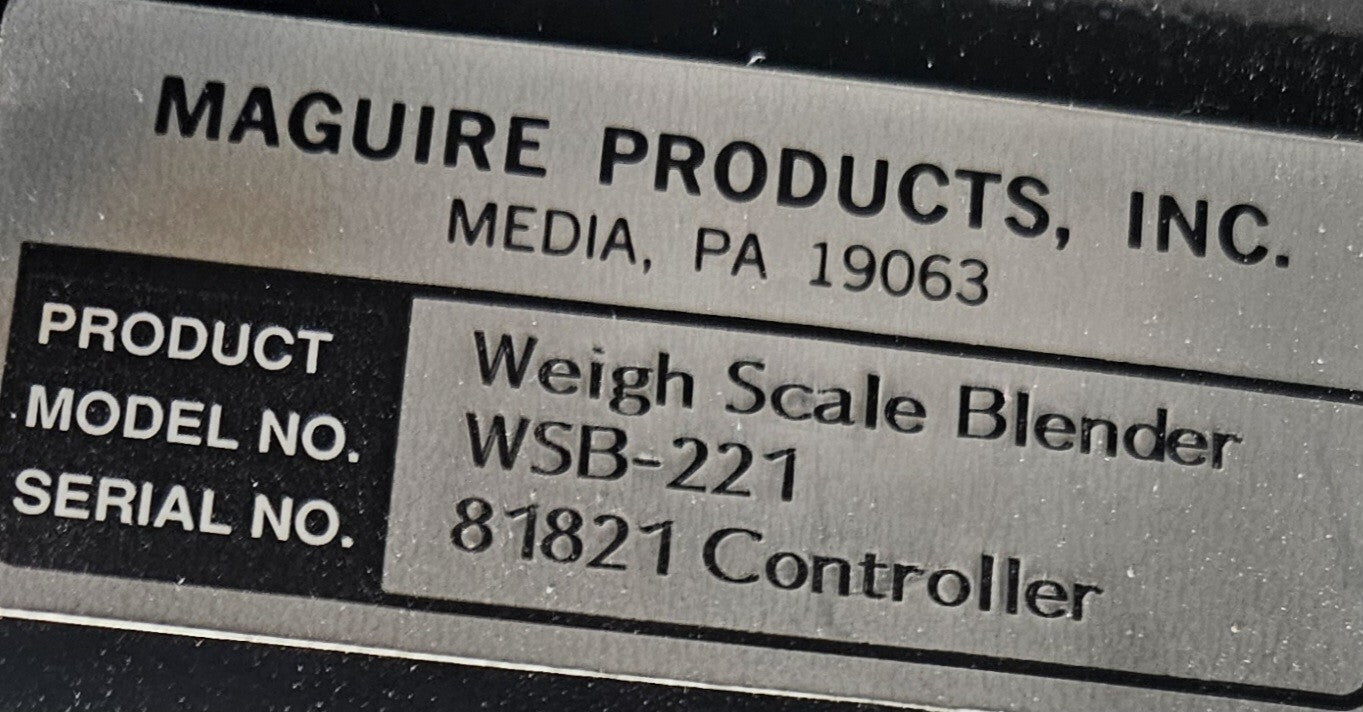 MAGUIRE PRODUCTS, INC.
MEDIA, PA 19063
PRODUCT Weigh Scale Blender
MODEL NO. WSB-221
SERIAL NO. 81821 Controller